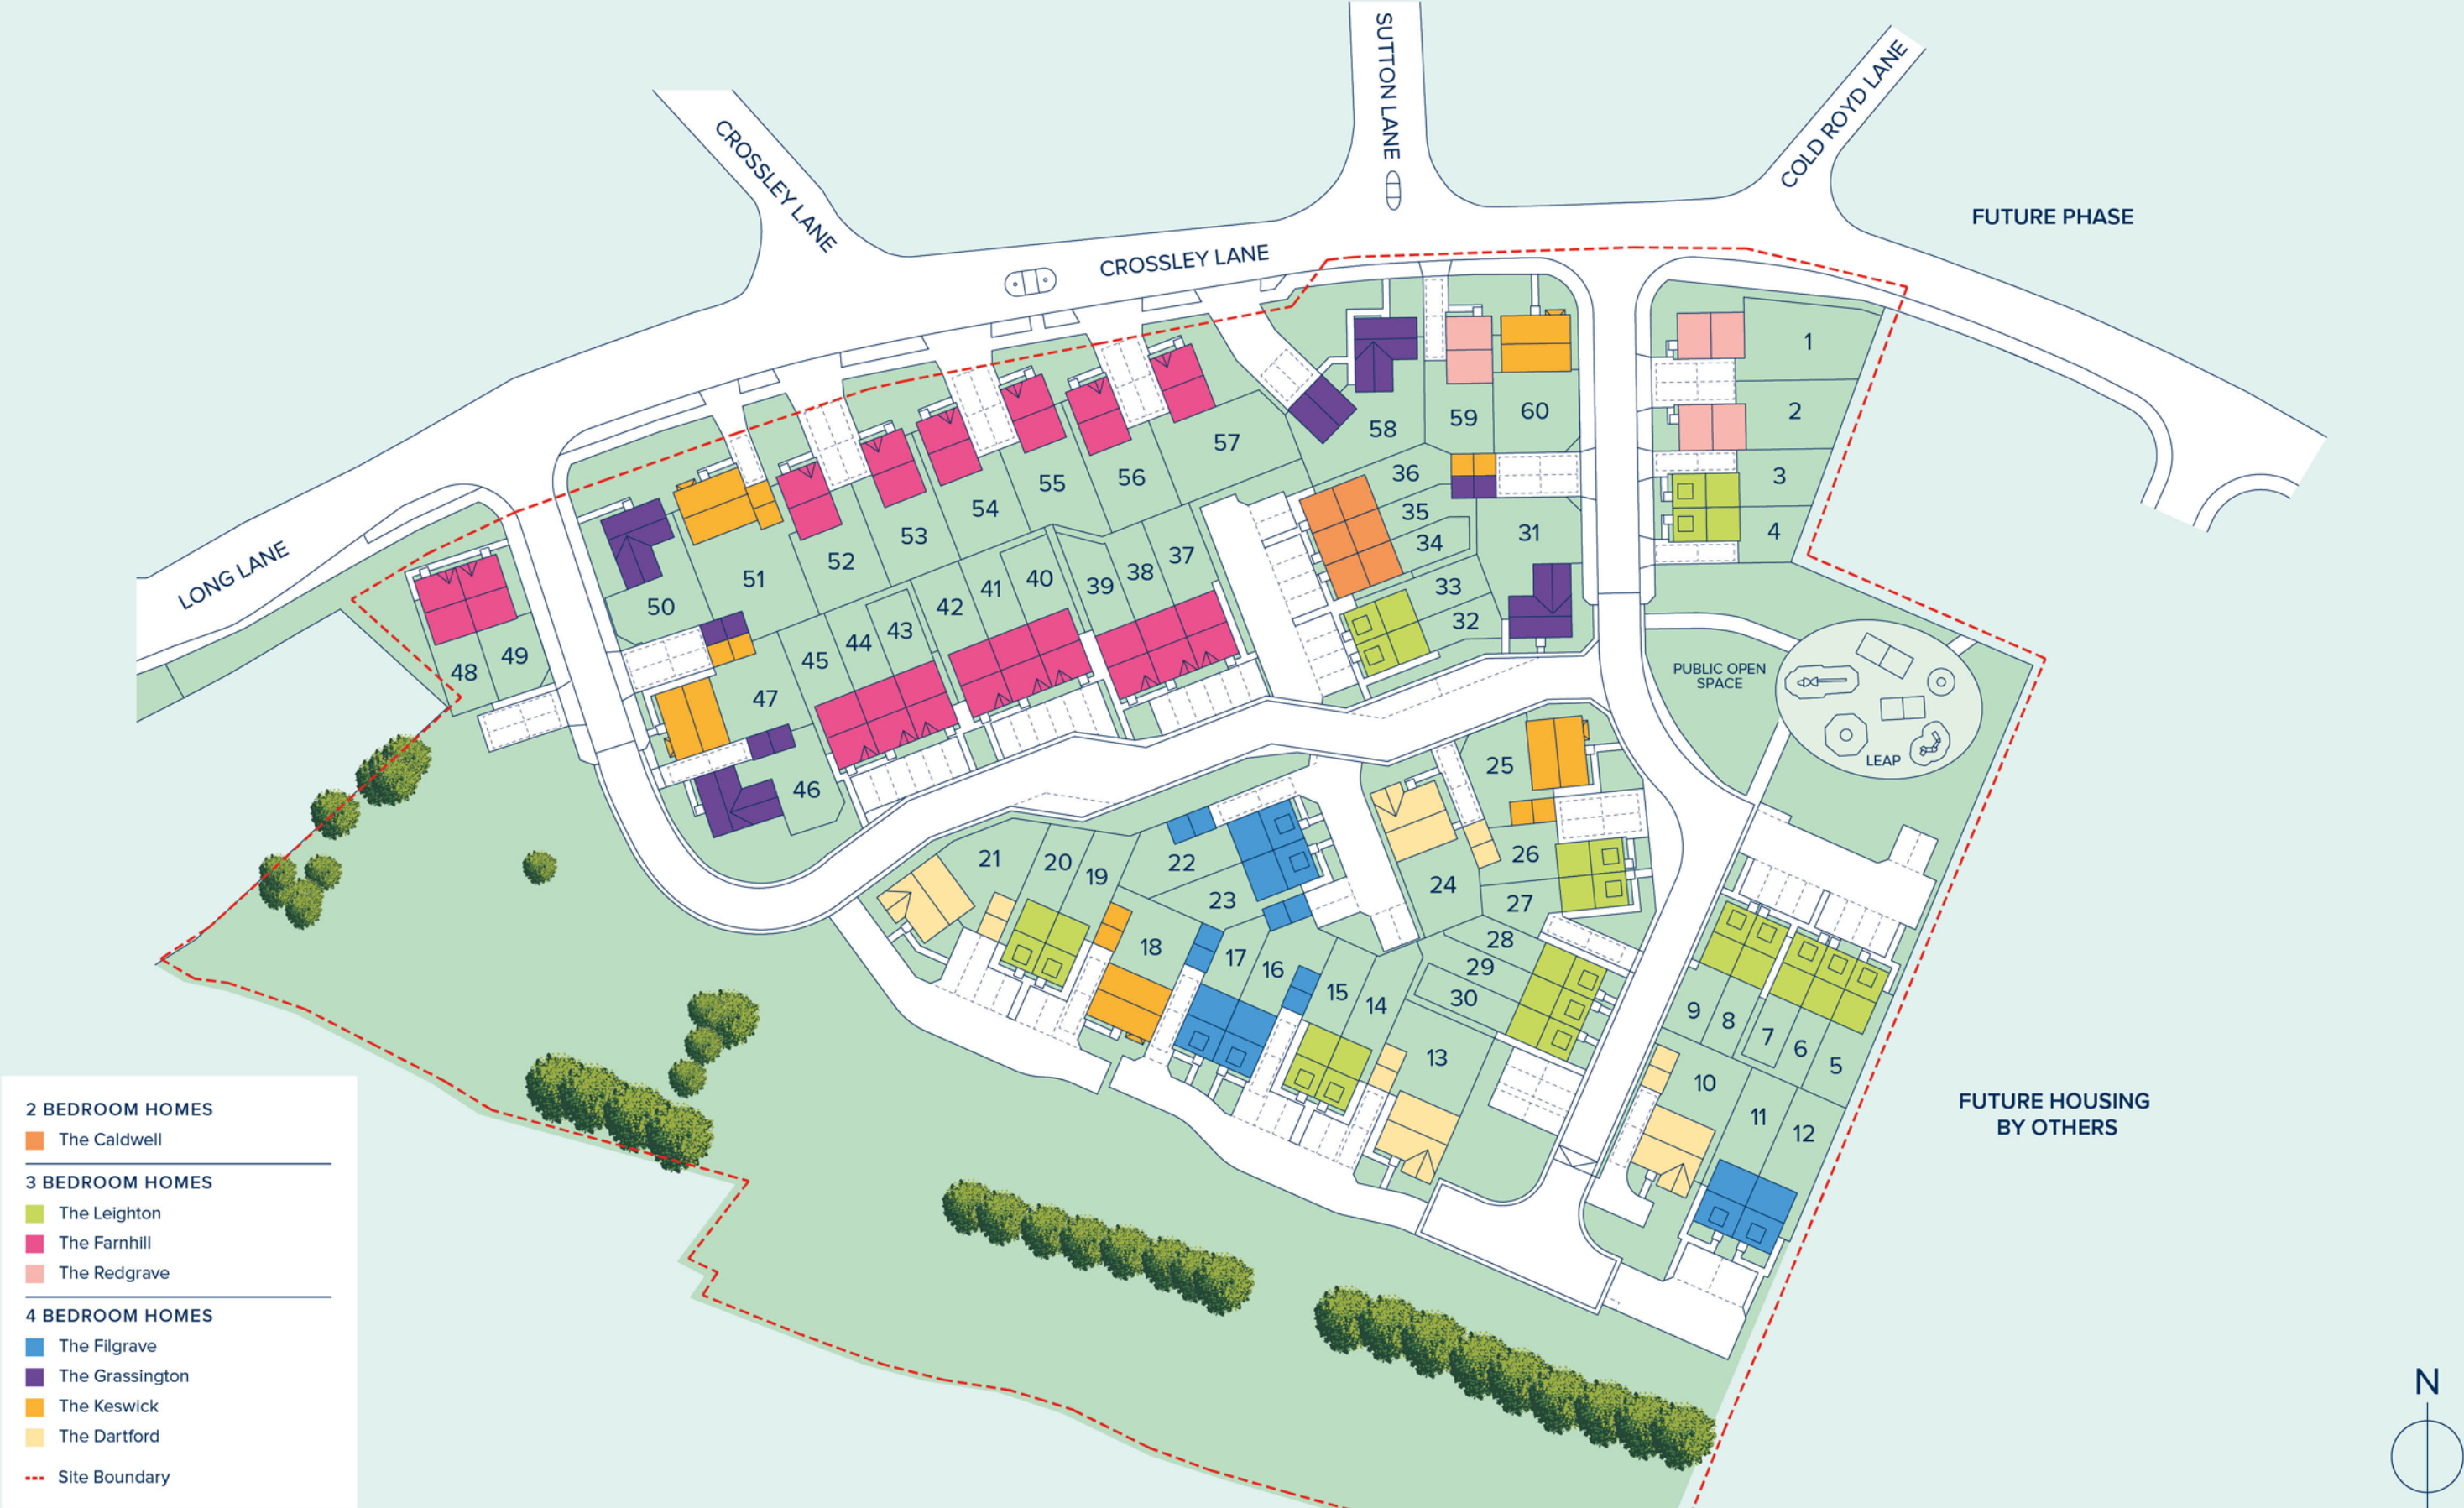 SUTTON LANE
COLD ROYD LANE
CROSSLEY LANE
FUTURE PHASE
CROSSLEY LANE
LONG LANE
1
2
3
4
60
59
58
57
56
55
54
53
52
51
50
49
48
47
46
45
44
43
42
41
40
39
38
37
36
35
34
33
32
31
PUBLIC OPEN
SPACE
LEAP
25
26
27
24
28
29
30
22
23
21
20
19
18
17
16
15
14
13
9
8
7
6
5
10
11
12
FUTURE HOUSING
BY OTHERS
2 BEDROOM HOMES
The Caldwell
3 BEDROOM HOMES
The Leighton
The Farnhill
The Redgrave
4 BEDROOM HOMES
The Filgrave
The Grassington
The Keswick
The Dartford
Site Boundary
N